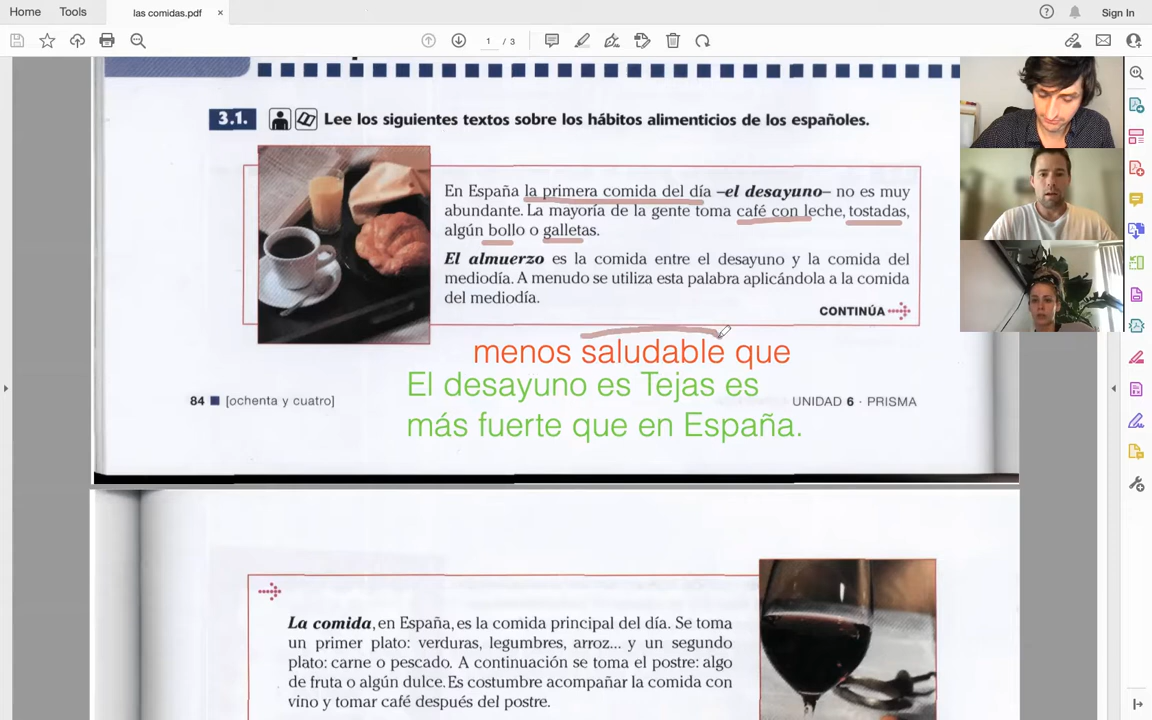 Home
Tools
las comidas.pdf
×
Sign In
1 / 3
3.1. Lee los siguientes textos sobre los hábitos alimenticios de los españoles.
En España la primera comida del día –el desayuno– no es muy
abundante. La mayoría de la gente toma café con leche, tostadas,
algún bollo o galletas.
El almuerzo es la comida entre el desayuno y la comida del
mediodía. A menudo se utiliza esta palabra aplicándola a la comida
del mediodía.
CONTINÚA
menos saludable que
El desayuno es Tejas es
más fuerte que en España.
84 [ochenta y cuatro]
UNIDAD 6 · PRISMA
La comida, en España, es la comida principal del día. Se toma
un primer plato: verduras, legumbres, arroz... y un segundo
plato: carne o pescado. A continuación se toma el postre: algo
de fruta o algún dulce. Es costumbre acompañar la comida con
vino y tomar café después del postre.